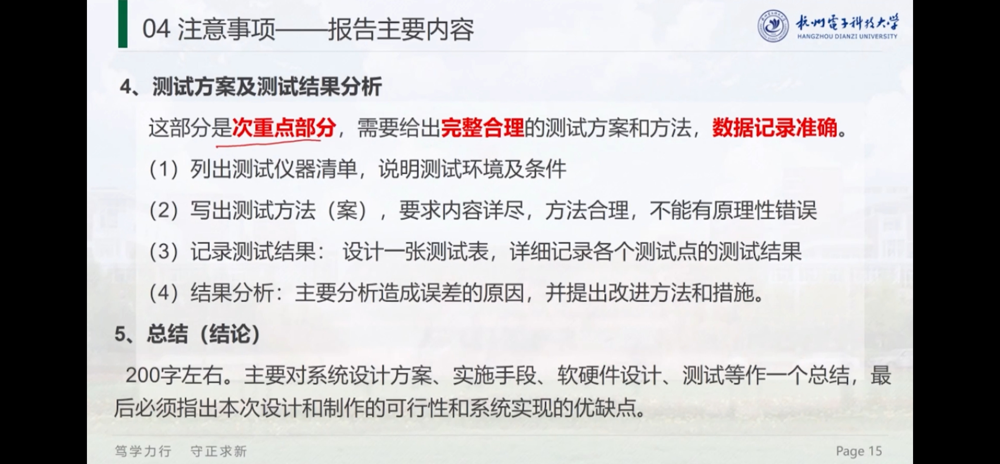 04 注意事项——报告主要内容
杭州電子科技大学
HANGZHOU DIANZI UNIVERSITY
4、测试方案及测试结果分析
这部分是次重点部分，需要给出完整合理的测试方案和方法，数据记录准确。
（1）列出测试仪器清单，说明测试环境及条件
（2）写出测试方法（案），要求内容详尽，方法合理，不能有原理性错误
（3）记录测试结果： 设计一张测试表，详细记录各个测试点的测试结果
（4）结果分析：主要分析造成误差的原因，并提出改进方法和措施。
5、总结（结论）
200字左右。主要对系统设计方案、实施手段、软硬件设计、测试等作一个总结，最
后必须指出本次设计和制作的可行性和系统实现的优缺点。
笃学力行 守正求新
Page 15